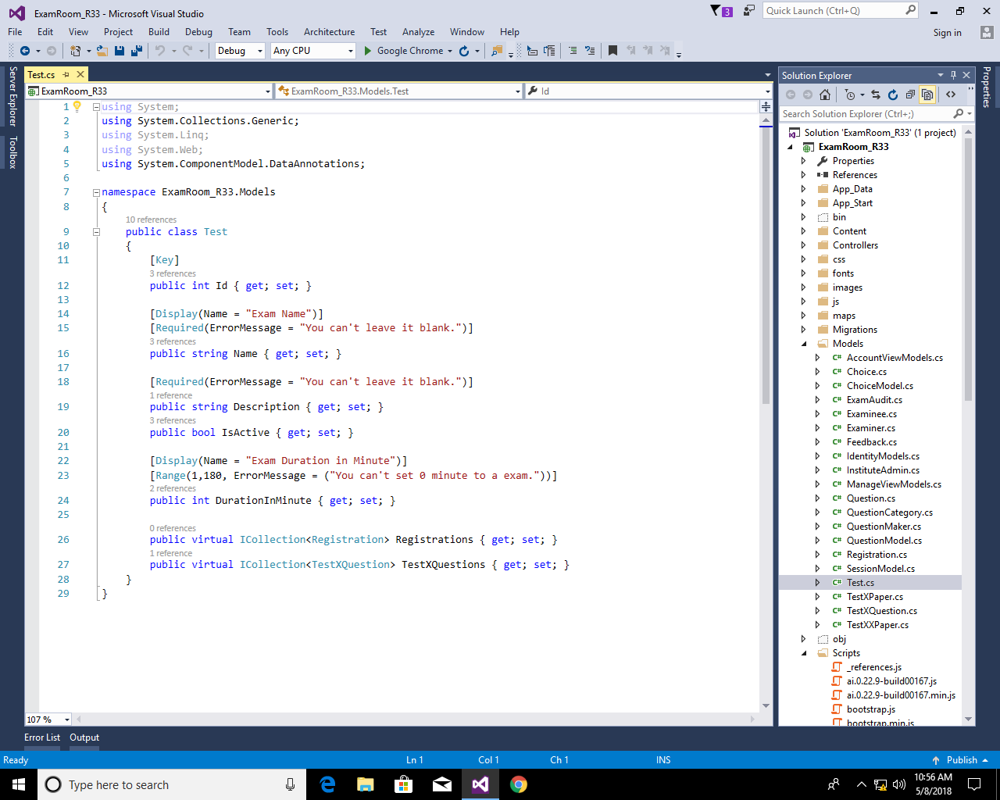 ExamRoom_R33 - Microsoft Visual Studio
3
Quick Launch (Ctrl+Q)
File Edit View Project Build Debug Team Tools Architecture Test Analyze Window Help
Sign in
Debug Any CPU Google Chrome
Server Explorer
Toolbox
Test.cs
ExamRoom_R33 ExamRoom_R33.Models.Test Id
1 using System;
2 using System.Collections.Generic;
3 using System.Linq;
4 using System.Web;
5 using System.ComponentModel.DataAnnotations;
6
7 namespace ExamRoom_R33.Models
8 {
10 references
9 public class Test
10 {
11 [Key]
3 references
12 public int Id { get; set; }
13
14 [Display(Name = "Exam Name")]
15 [Required(ErrorMessage = "You can't leave it blank.")]
3 references
16 public string Name { get; set; }
17
18 [Required(ErrorMessage = "You can't leave it blank.")]
1 reference
19 public string Description { get; set; }
3 references
20 public bool IsActive { get; set; }
21
22 [Display(Name = "Exam Duration in Minute")]
23 [Range(1,180, ErrorMessage = ("You can't set 0 minute to a exam."))]
2 references
24 public int DurationInMinute { get; set; }
25
0 references
26 public virtual ICollection<Registration> Registrations { get; set; }
1 reference
27 public virtual ICollection<TestXQuestion> TestXQuestions { get; set; }
28 }
29 }
107 %
Solution Explorer
Search Solution Explorer (Ctrl+;)
Solution 'ExamRoom_R33' (1 project)
ExamRoom_R33
Properties
References
App_Data
App_Start
bin
Content
Controllers
css
fonts
images
js
maps
Migrations
Models
C# AccountViewModels.cs
C# Choice.cs
C# ChoiceModel.cs
C# ExamAudit.cs
C# Examinee.cs
C# Examiner.cs
C# Feedback.cs
C# IdentityModels.cs
C# InstituteAdmin.cs
C# ManageViewModels.cs
C# Question.cs
C# QuestionCategory.cs
C# QuestionMaker.cs
C# QuestionModel.cs
C# Registration.cs
C# SessionModel.cs
C# Test.cs
C# TestXPaper.cs
C# TestXQuestion.cs
C# TestXXPaper.cs
obj
Scripts
_references.js
ai.0.22.9-build00167.js
ai.0.22.9-build00167.min.js
bootstrap.js
bootstrap.min.js
Properties
Error List Output
Ready Ln 1 Col 1 Ch 1 INS Publish
Type here to search
10:56 AM
5/8/2018